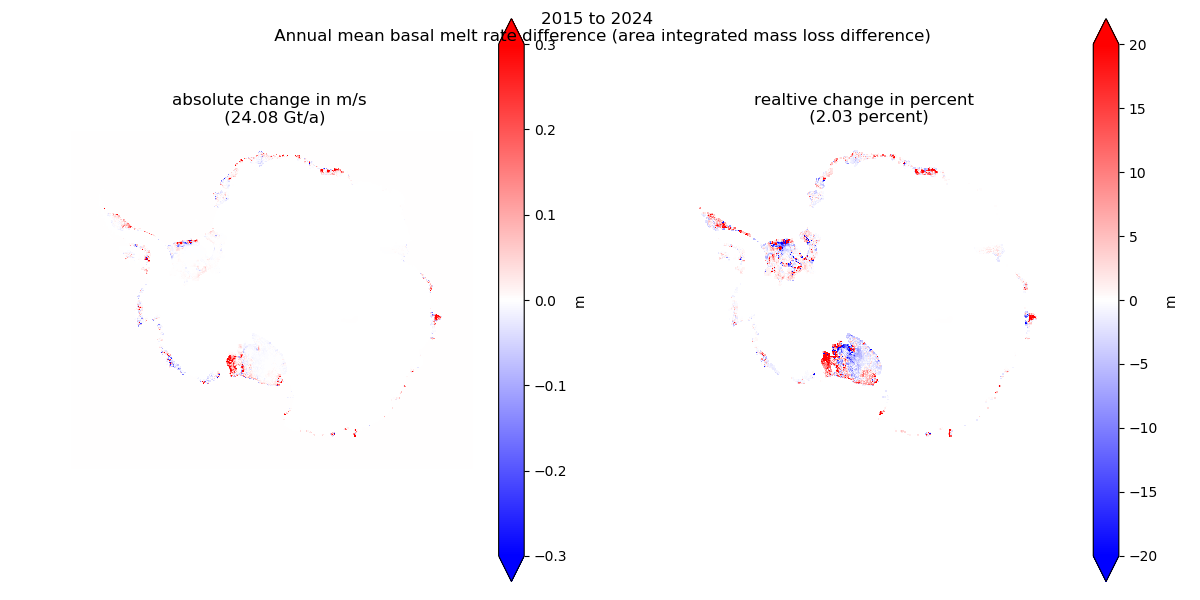 2015 to 2024
Annual mean basal melt rate difference (area integrated mass loss difference)
absolute change in m/s
(24.08 Gt/a)
0.3
0.2
0.1
0.0
−0.1
−0.2
−0.3
m
realtive change in percent
(2.03 percent)
20
15
10
5
0
−5
−10
−15
−20
m